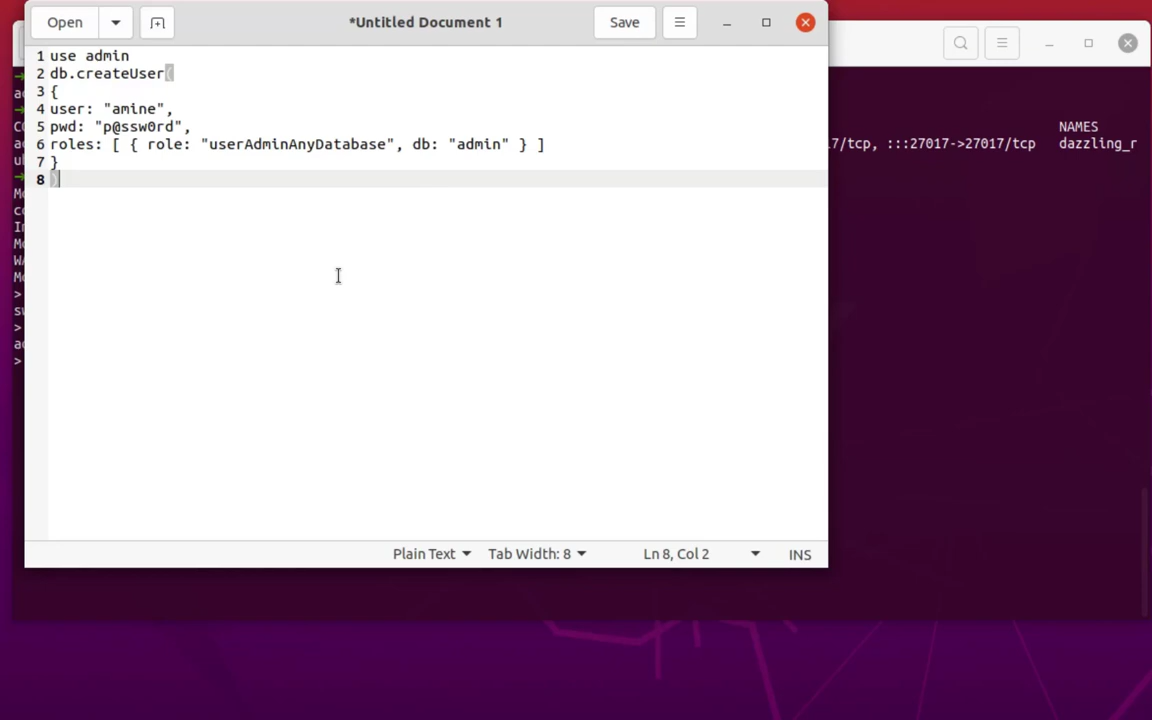 Open
*Untitled Document 1
Save
1 use admin
2 db.createUser(
3 {
4 user: "amine",
5 pwd: "p@ssw0rd",
6 roles: [ { role: "userAdminAnyDatabase", db: "admin" } ]
7 }
8 )
NAMES
17/tcp, :::27017->27017/tcp dazzling_r
>
>
>
Plain Text Tab Width: 8 Ln 8, Col 2 INS